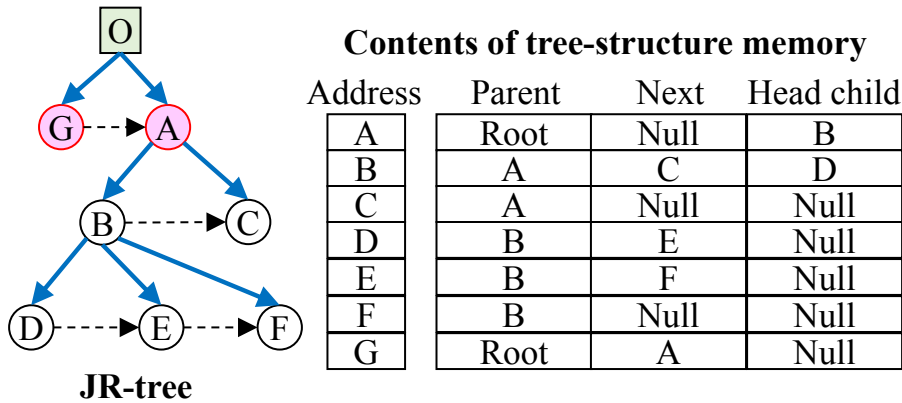 O
G A
B C
D E F
JR-tree
Contents of tree-structure memory
Address Parent Next Head child
A Root Null B
B A C D
C A Null Null
D B E Null
E B F Null
F B Null Null
G Root A Null